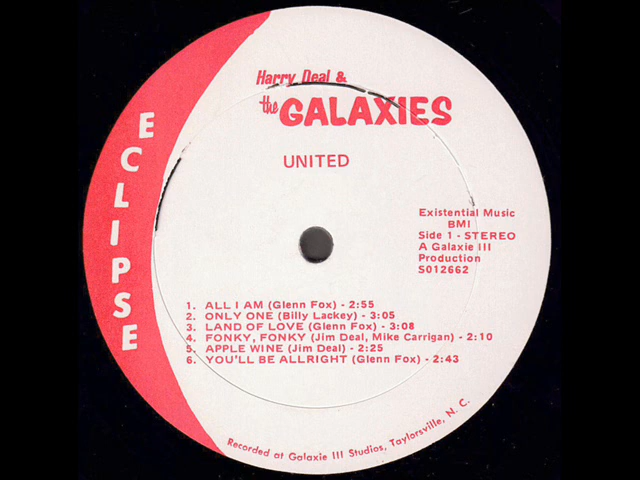 Harry Deal &
the GALAXIES
UNITED
ECLIPSE
Existential Music
BMI
Side 1 - STEREO
A Galaxie III
Production
S012662
1. ALL I AM (Glenn Fox) - 2:55
2. ONLY ONE (Billy Lackey) - 3:05
3. LAND OF LOVE (Glenn Fox) - 3:08
4. FONKY, FONKY (Jim Deal, Mike Carrigan) - 2:10
5. APPLE WINE (Jim Deal) - 2:25
6. YOU'LL BE ALLRIGHT (Glenn Fox) - 2:43
Recorded at Galaxie III Studios, Taylorsville, N. C.